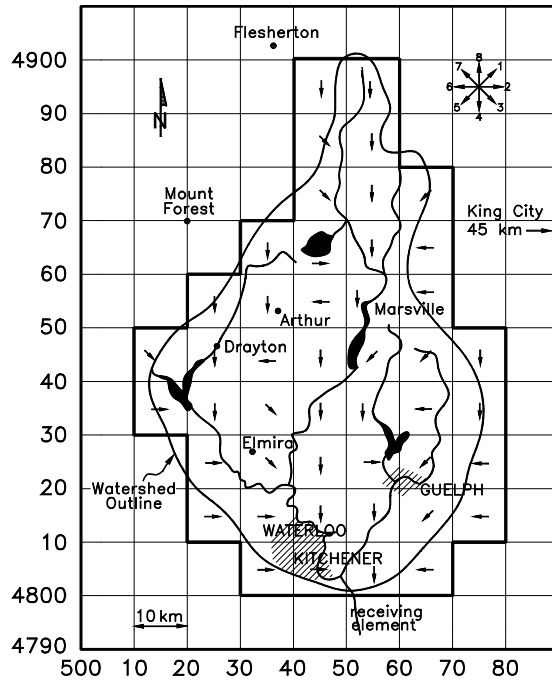 Flesherton
4900
8
7
1
6
2
5
3
4
90
N
80
Mount
Forest
70
King City
45 km
60
Marsville
50
Arthur
Drayton
40
30
Elmira
Watershed
Outline
20
GUELPH
WATERLOO
10
KITCHENER
4800
10 km
receiving
element
4790
500 10 20 30 40 50 60 70 80